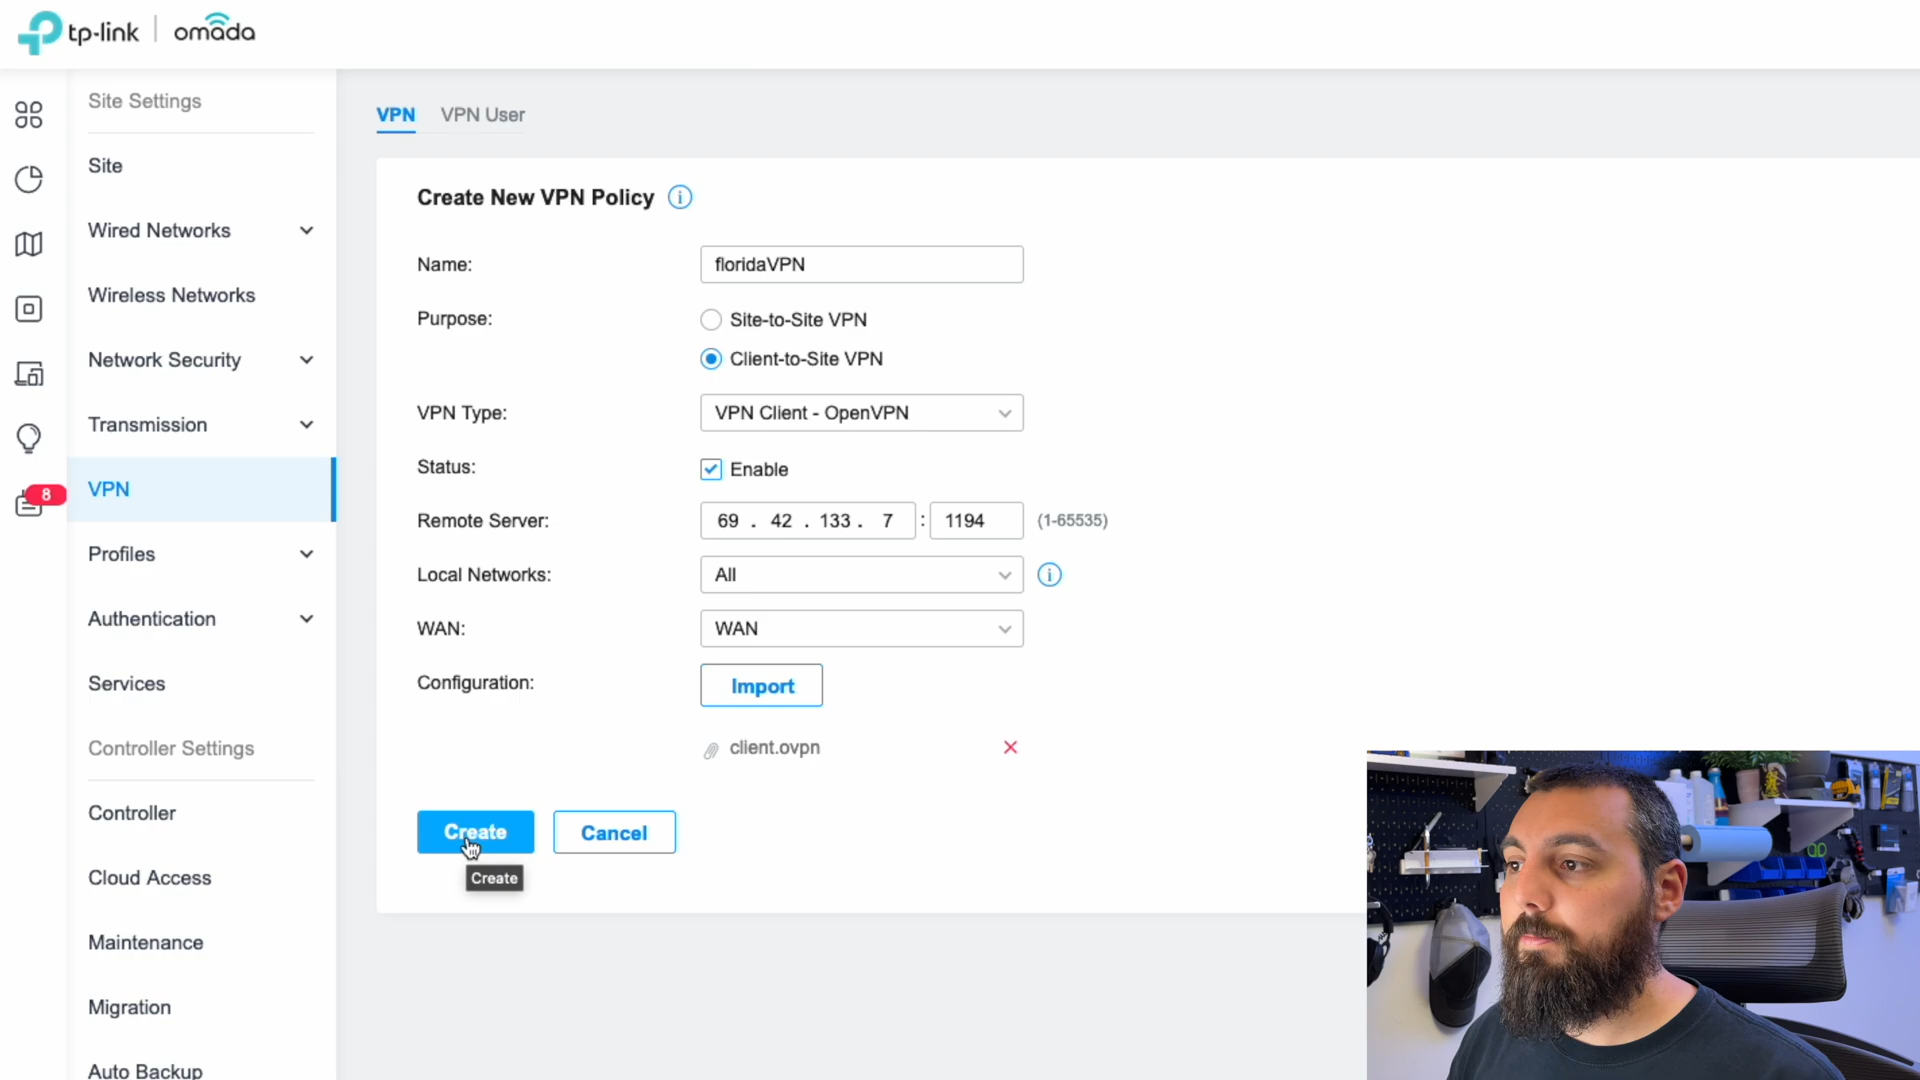 tp-link | omada
Site Settings
Site
Wired Networks
Wireless Networks
Network Security
Transmission
VPN
8
Profiles
Authentication
Services
Controller Settings
Controller
Cloud Access
Maintenance
Migration
Auto Backup
VPN VPN User
Create New VPN Policy
Name: floridaVPN
Purpose: Site-to-Site VPN
Client-to-Site VPN
VPN Type: VPN Client - OpenVPN
Status: Enable
Remote Server: 69 . 42 . 133 . 7 : 1194 (1-65535)
Local Networks: All
WAN: WAN
Configuration: Import
client.ovpn
Create Cancel
Create